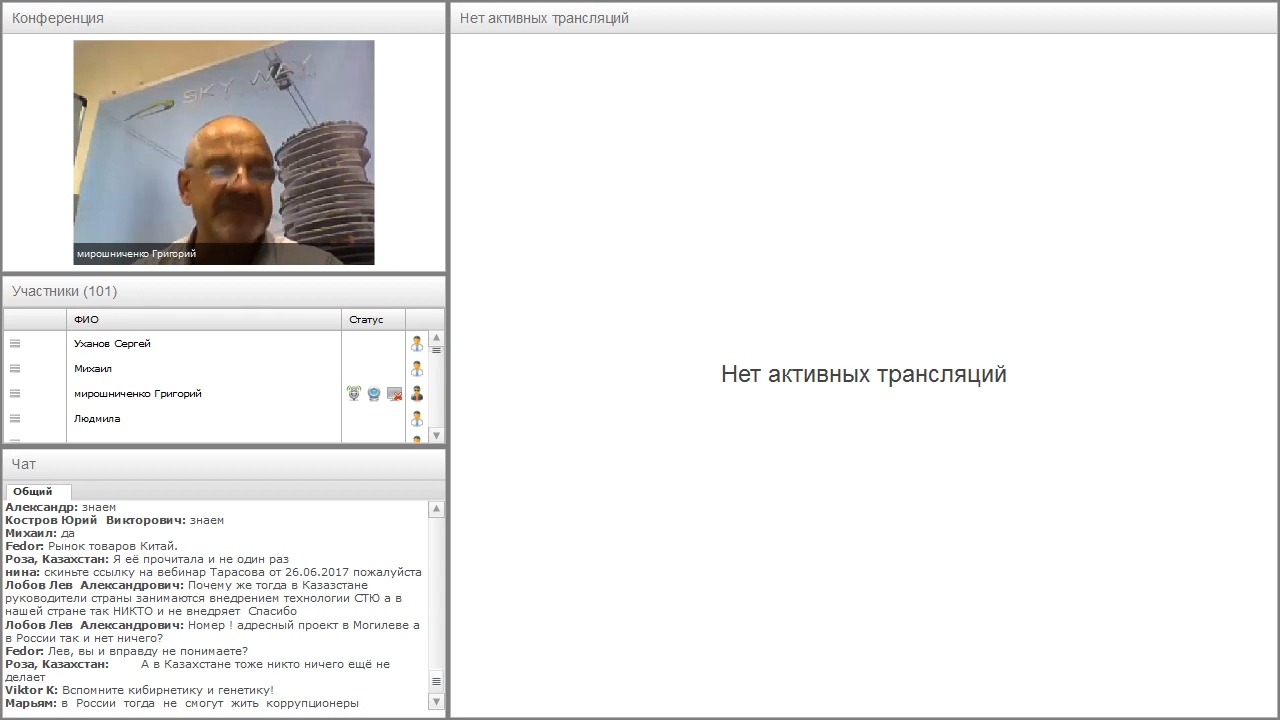 Конференция
SKY WAY
мирошниченко Григорий
Участники (101)
ФИО Статус
Уханов Сергей
Михаил
мирошниченко Григорий
Людмила
Чат
Общий
Александр: знаем
Костров Юрий Викторович: знаем
Михаил: да
Fedor: Рынок товаров Китай.
Роза, Казахстан: Я её прочитала и не один раз
нина: скиньте ссылку на вебинар Тарасова от 26.06.2017 пожалуйста
Лобов Лев Александрович: Почему же тогда в Казазстане
руководители страны занимаются внедрением технологии СТЮ а в
нашей стране так НИКТО и не внедряет Спасибо
Лобов Лев Александрович: Номер ! адресный проект в Могилеве а
в России так и нет ничего?
Fedor: Лев, вы и вправду не понимаете?
Роза, Казахстан: А в Казахстане тоже никто ничего ещё не
делает
Viktor K: Вспомните кибирнетику и генетику!
Марьям: в России тогда не смогут жить коррупционеры
Нет активных трансляций
Нет активных трансляций